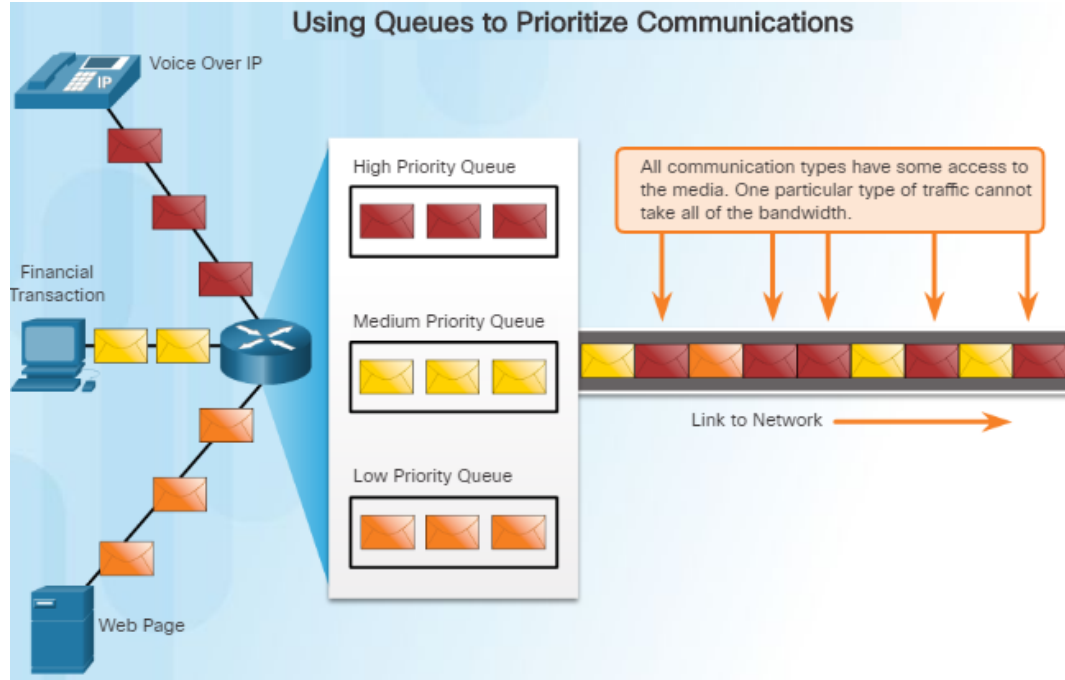 Using Queues to Prioritize Communications
Voice Over IP
IP
High Priority Queue
All communication types have some access to
the media. One particular type of traffic cannot
take all of the bandwidth.
Financial
Transaction
Medium Priority Queue
Link to Network
Low Priority Queue
Web Page